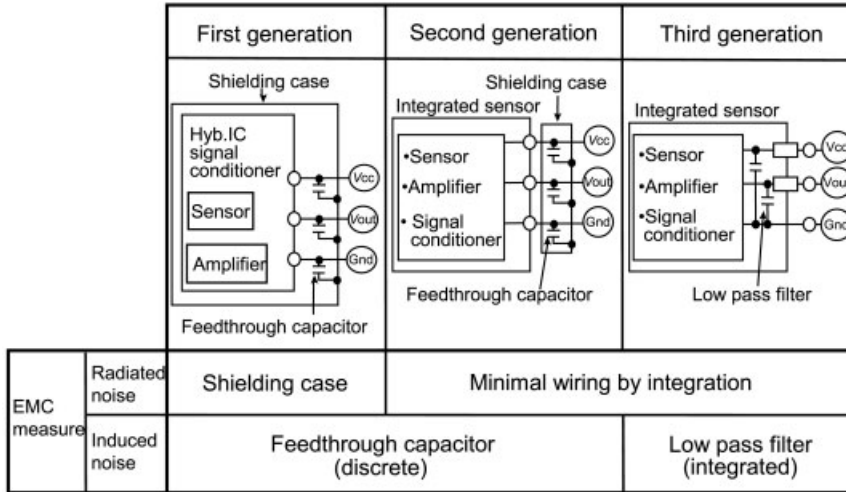 First generation
Second generation
Third generation
Shielding case
Hyb.IC
signal
conditioner
Sensor
Amplifier
Vcc
Vout
Gnd
Feedthrough capacitor
Shielding case
Integrated sensor
•Sensor
•Amplifier
• Signal
conditioner
Vcc
Vout
Gnd
Feedthrough capacitor
Integrated sensor
•Sensor
•Amplifier
•Signal
conditioner
Vcc
Vout
Gnd
Low pass filter
EMC
measure
Radiated
noise
Shielding case
Minimal wiring by integration
Induced
noise
Feedthrough capacitor
(discrete)
Low pass filter
(integrated)